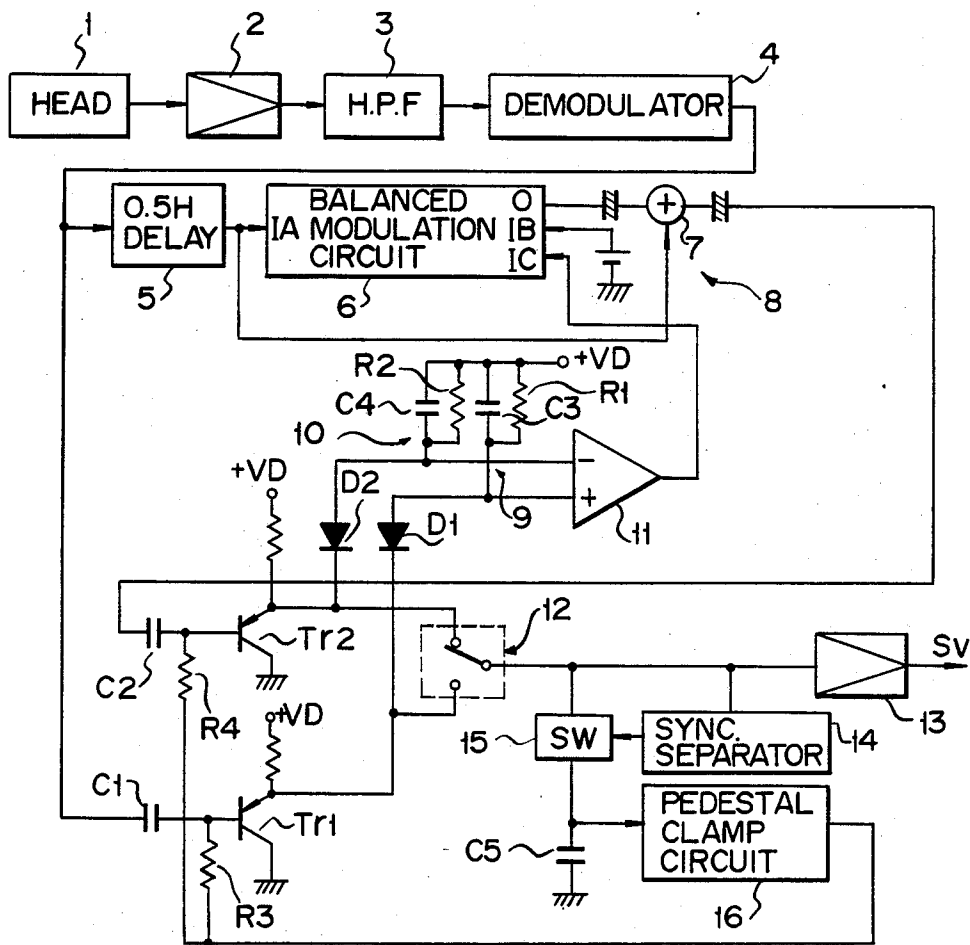 1
2
3
4
HEAD
H.P.F
DEMODULATOR
0.5H
DELAY
5
BALANCED
MODULATION
CIRCUIT
IA
O
IB
IC
6
+
7
8
R2
+VD
C4
R1
C3
10
9
−
+
11
+VD
D2
D1
Tr2
C2
R4
12
+VD
C1
Tr1
R3
Sv
13
15
SW
SYNC.
SEPARATOR
14
C5
PEDESTAL
CLAMP
CIRCUIT
16